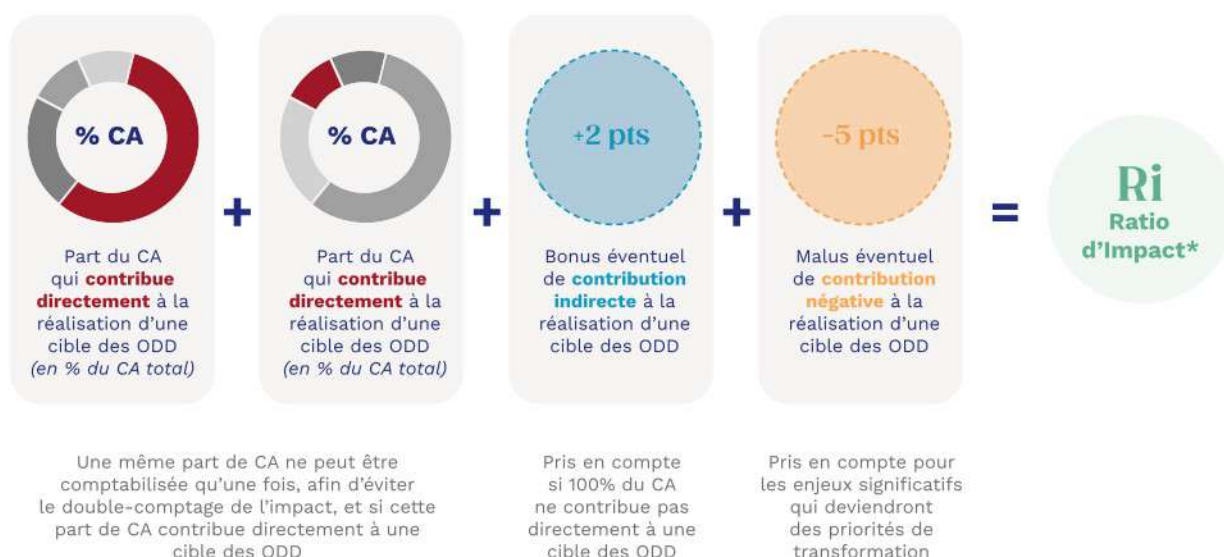 % CA
Part du CA
qui contribue
directement à la
réalisation d'une
cible des ODD
(en % du CA total)
+
% CA
Part du CA
qui contribue
directement à la
réalisation d'une
cible des ODD
(en % du CA total)
+
+2 pts
Bonus éventuel
de contribution
indirecte à la
réalisation d'une
cible des ODD
+
-5 pts
Malus éventuel
de contribution
négative à la
réalisation d'une
cible des ODD
=
Ri
Ratio
d'Impact*
Une même part de CA ne peut être
comptabilisée qu'une fois, afin d'éviter
le double-comptage de l'impact, et si cette
part de CA contribue directement à une
cible des ODD
Pris en compte
si 100% du CA
ne contribue pas
directement à une
cible des ODD
Pris en compte pour
les enjeux significatifs
qui deviendront
des priorités de
transformation